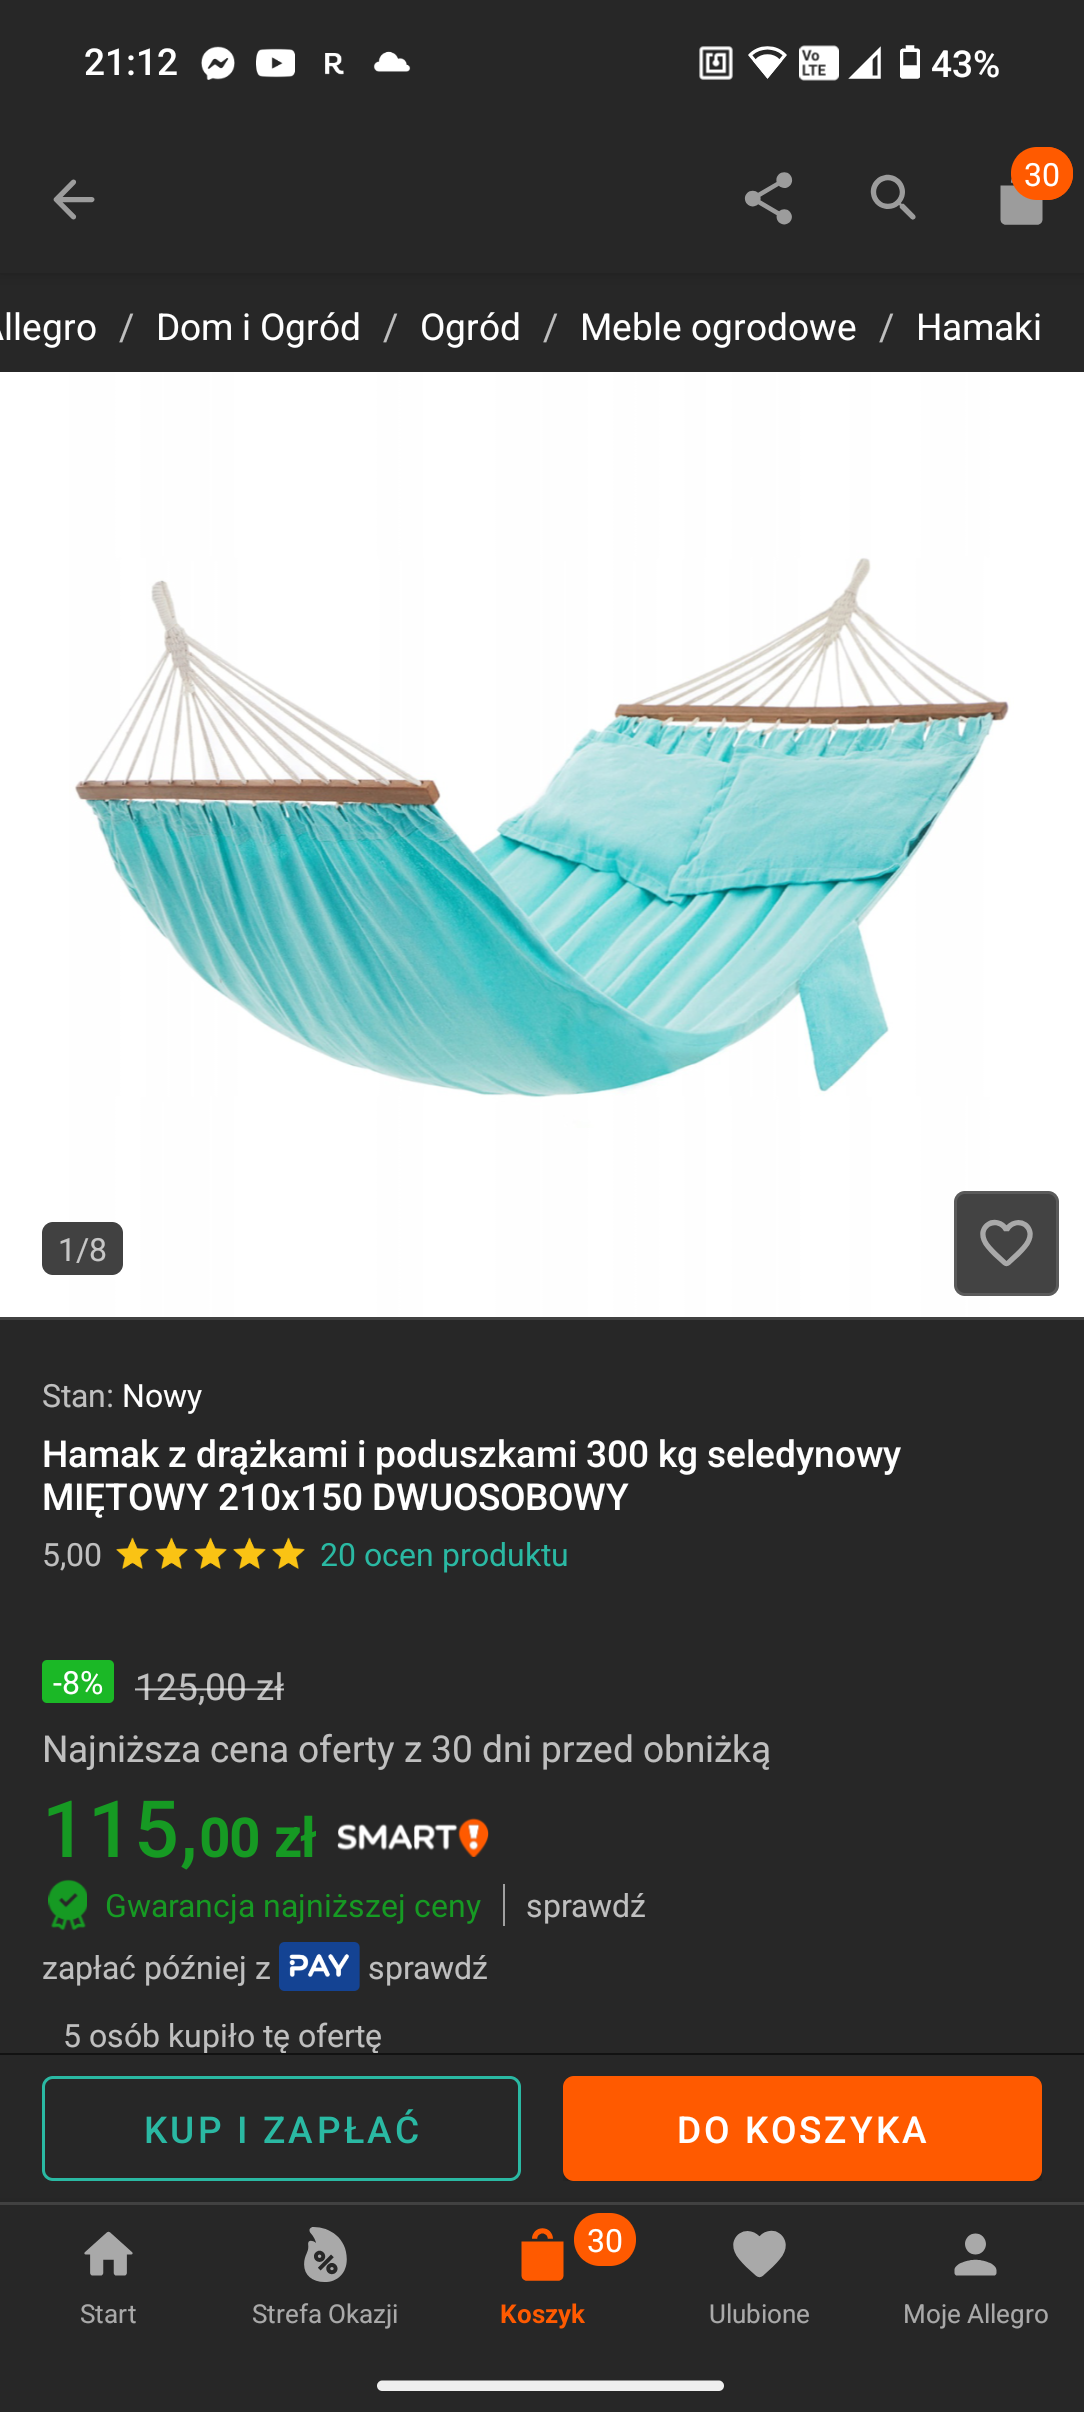 21:12 R Vo LTE 43%
30
Allegro / Dom i Ogród / Ogród / Meble ogrodowe / Hamaki
1/8
Stan: Nowy
Hamak z drążkami i poduszkami 300 kg seledynowy
MIĘTOWY 210x150 DWUOSOBOWY
5,00 20 ocen produktu
-8% 125,00 zł
Najniższa cena oferty z 30 dni przed obniżką
115,00 zł SMART!
Gwarancja najniższej ceny | sprawdź
zapłać później z PAY sprawdź
5 osób kupiło tę ofertę
KUP I ZAPŁAĆ DO KOSZYKA
30
Start Strefa Okazji Koszyk Ulubione Moje Allegro